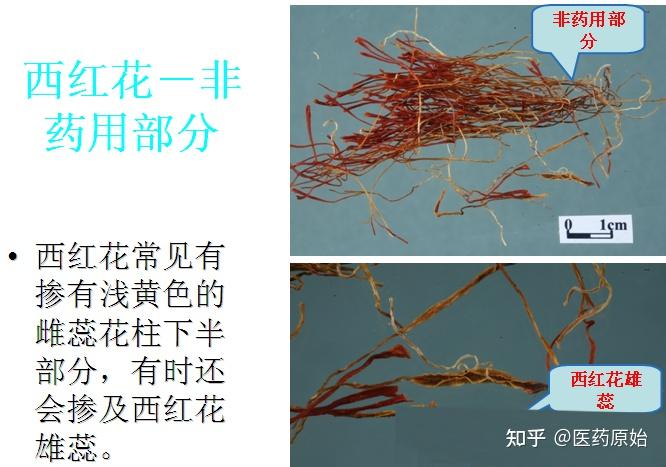 西红花－非
药用部分
• 西红花常见有
掺有浅黄色的
雌蕊花柱下半
部分，有时还
会掺及西红花
雄蕊。
非药用部
分
0 1cm
西红花雄
蕊
知乎 @医药原始